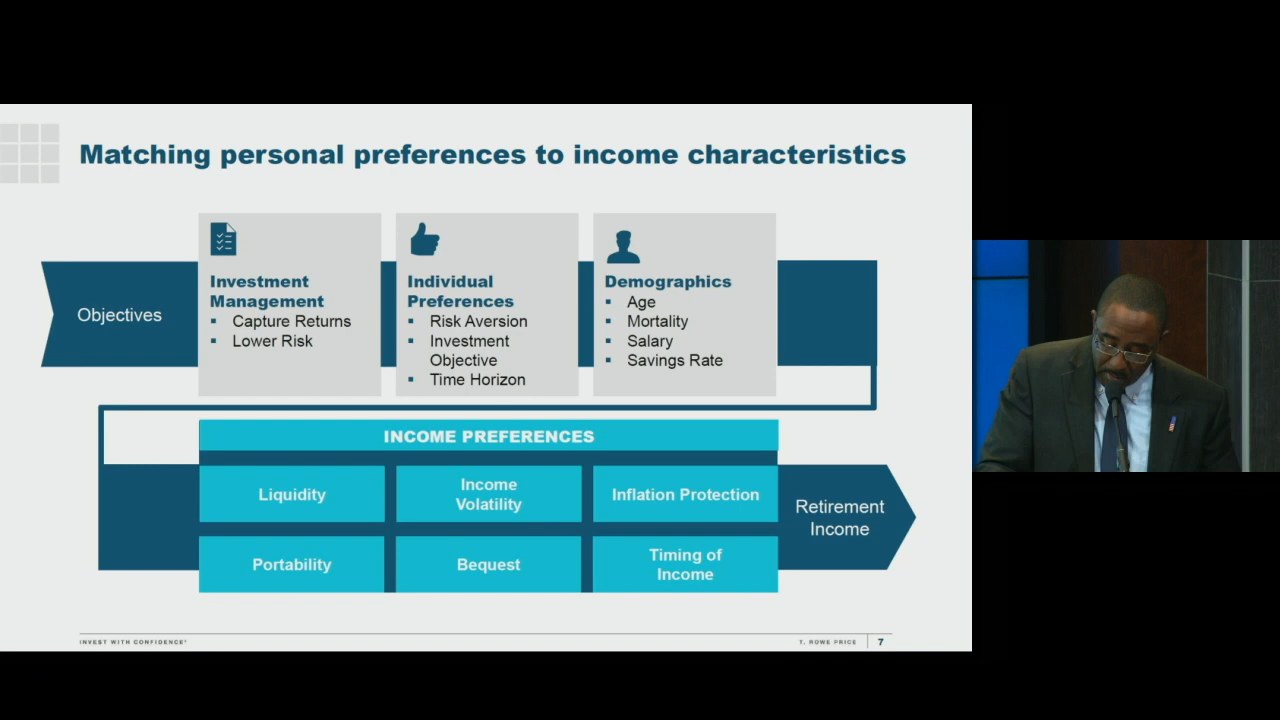 Matching personal preferences to income characteristics
Objectives
Investment
Management
▪ Capture Returns
▪ Lower Risk
Individual
Preferences
▪ Risk Aversion
▪ Investment
Objective
▪ Time Horizon
Demographics
▪ Age
▪ Mortality
▪ Salary
▪ Savings Rate
INCOME PREFERENCES
Liquidity
Income
Volatility
Inflation Protection
Portability
Bequest
Timing of
Income
Retirement
Income
INVEST WITH CONFIDENCE®
T. ROWE PRICE
7